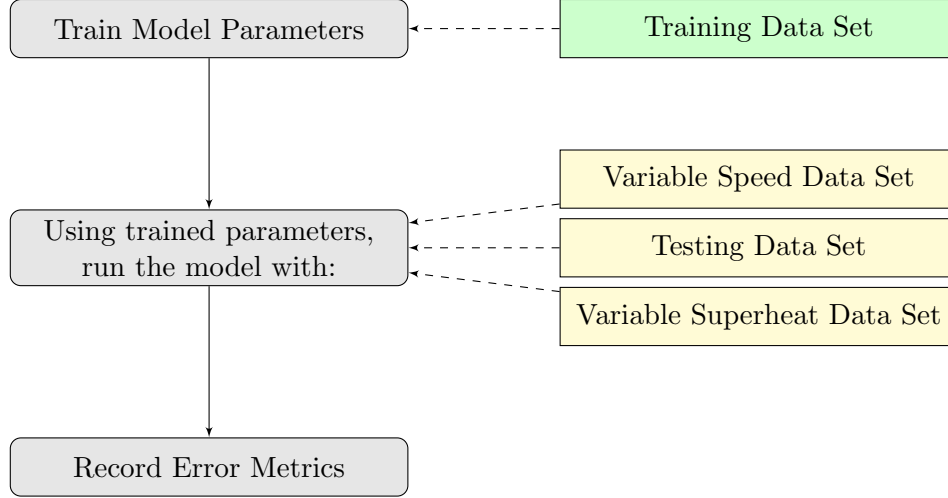 Train Model Parameters
Training Data Set
Variable Speed Data Set
Using trained parameters,
run the model with:
Testing Data Set
Variable Superheat Data Set
Record Error Metrics